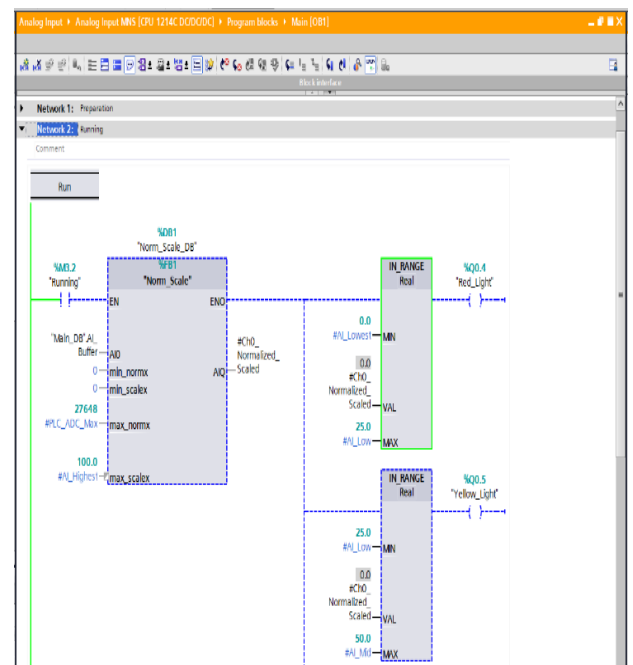 Analog Input ▸ Analog Input MNS [CPU 1214C DC/DC/DC] ▸ Program blocks ▸ Main [OB1]
Block interface
Network 1: Preparation
Network 2: Running
Comment
Run
%DB1
"Norm_Scale_DB"
%M3.2
"Running"
%FB1
"Norm_Scale"
EN
ENO
"Main_DB".AI_
Buffer
AI0
0
min_normx
0
min_scalex
27648
#PLC_ADC_Max
max_normx
100.0
#AI_Highest
max_scalex
#Ch0_
Normalized_
Scaled
AIQ
IN_RANGE
Real
%Q0.4
"Red_Light"
0.0
#AI_Lowest
MIN
0.0
#Ch0_
Normalized_
Scaled
VAL
25.0
#AI_Low
MAX
IN_RANGE
Real
%Q0.5
"Yellow_Light"
25.0
#AI_Low
MIN
0.0
#Ch0_
Normalized_
Scaled
VAL
50.0
#AI_Mid
MAX